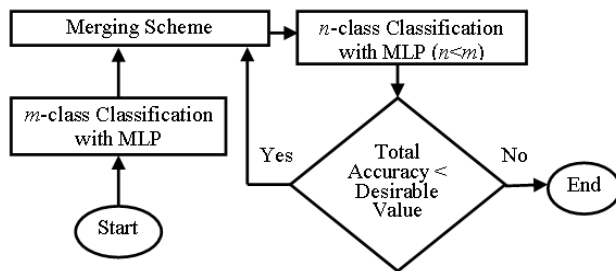 Merging Scheme
n-class Classification
with MLP (n<m)
m-class Classification
with MLP
Yes
Total
Accuracy <
Desirable
Value
No
Start
End